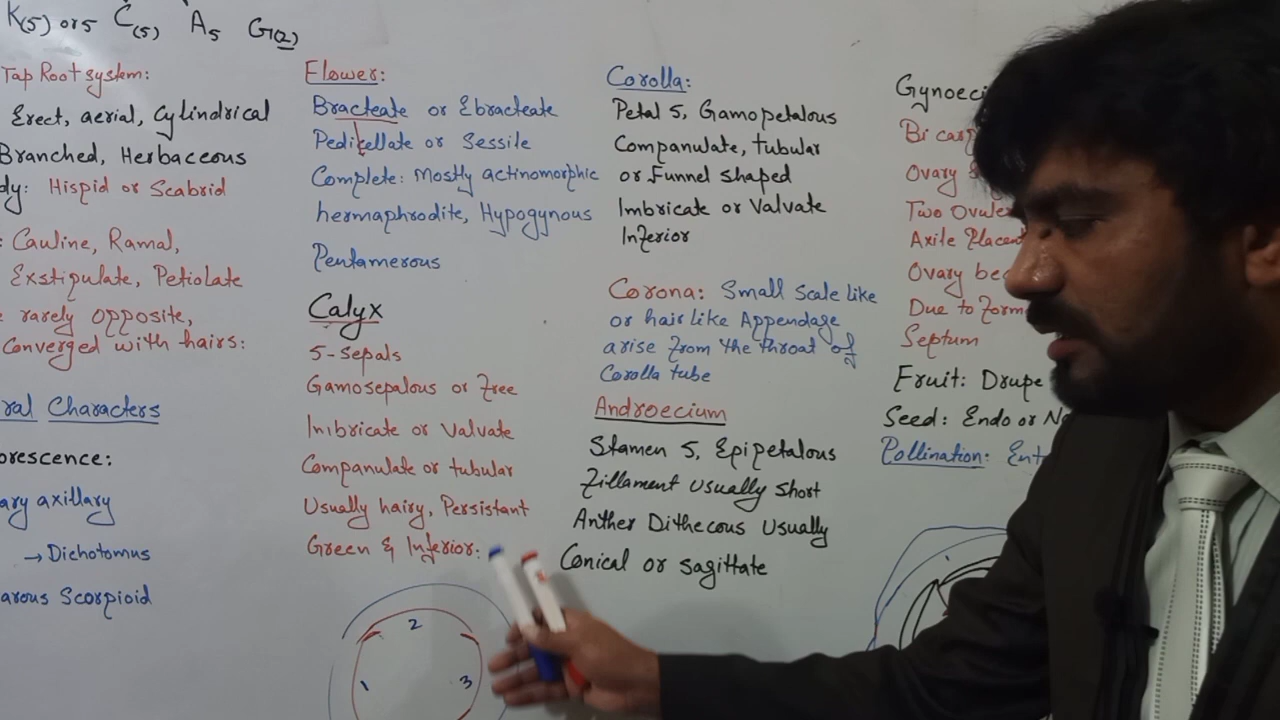 K(5) or 5 C(5) A5 G(2)
Tap Root system:
Erect, aerial, Cylindrical
Branched, Herbaceous
dy: Hispid or Scabrid
: Cauline, Ramal,
Exstipulate, Petiolate
rarely opposite,
Converged with hairs:
ral Characters
orescence:
ary axillary
→ Dichotomus
arous Scorpioid
Flower:
Bracteate or Ebracteate
Pedicellate or Sessile
Complete: Mostly actinomorphic
hermaphrodite, Hypogynous
Pentamerous
Calyx
5-Sepals
Gamosepalous or Free
Imbricate or Valvate
Companulate or tubular
Usually hairy, Persistant
Green & Inferior:
2
1
3
Corolla:
Petal 5, Gamopetalous
Companulate, tubular
or Funnel shaped
Imbricate or Valvate
Inferior
Corona: Small Scale like
or hair like Appendage
arise from the throat of
Corolla tube
Androecium
Stamen 5, Epipetalous
Fillament usually short
Anther Dithecous Usually
Conical or sagittate
Gynoeci
Bi carp
Ovary
Two Ovule
Axile Placen
Ovary bec
Due to Form
Septum
Fruit: Drupe
Seed: Endo or No
Pollination: Ent